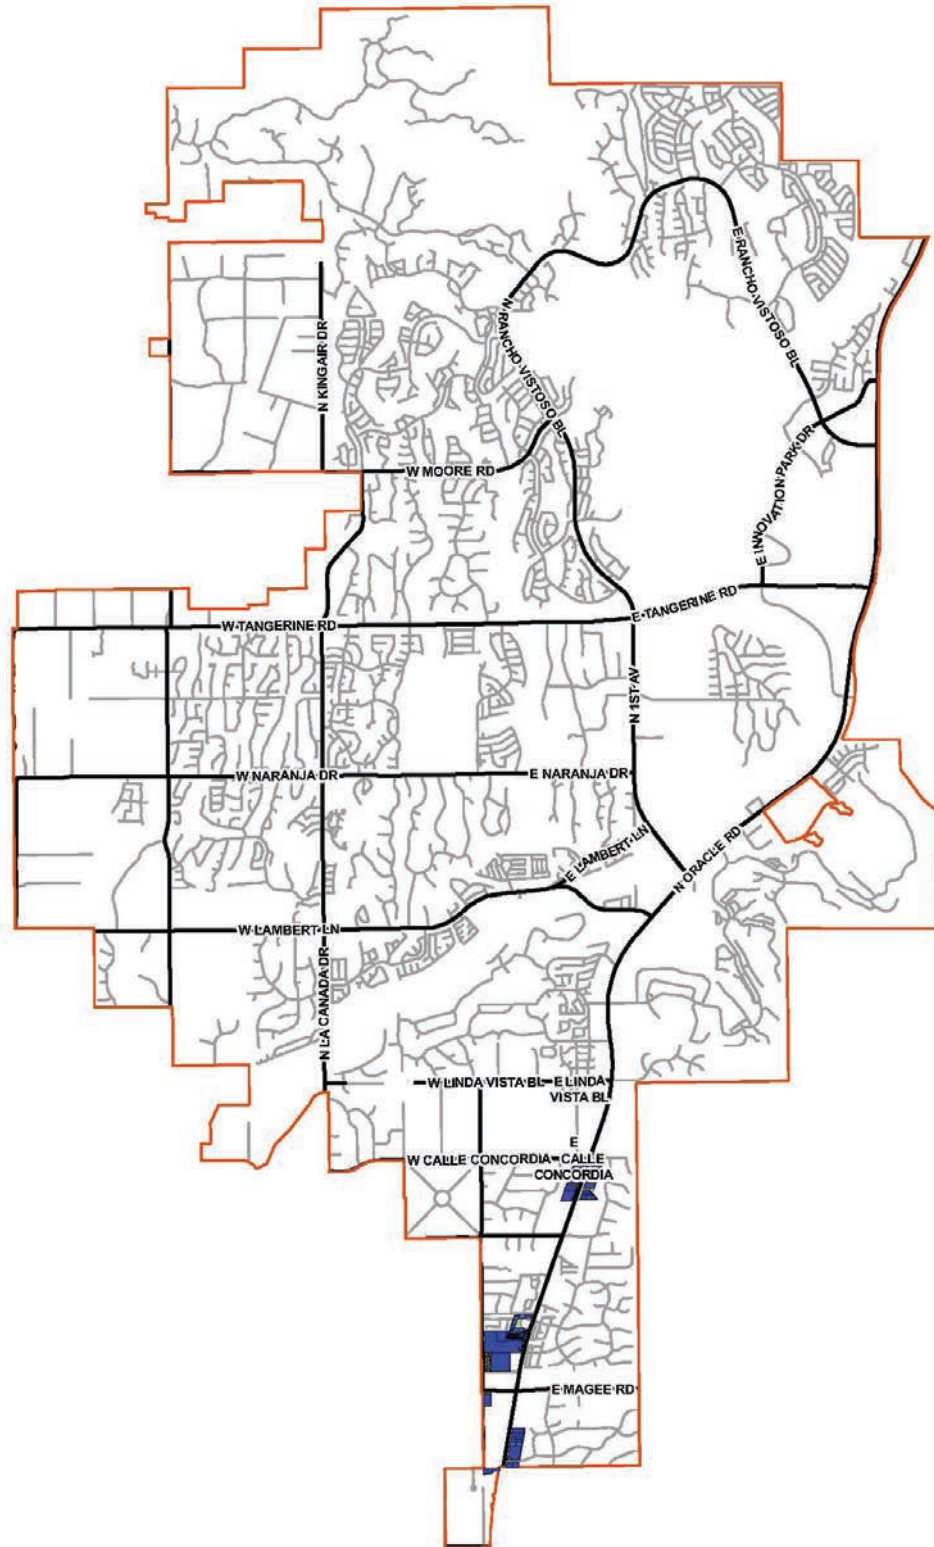 E RANCHO VISTOSO BL
N RANCHO VISTOSO BL
N KINGAIR DR
W MOORE RD
E INNOVATION PARK DR
W TANGERINE RD
E TANGERINE RD
N 1ST AV
W NARANJA DR
E NARANJA DR
E LAMBERT LN
N ORACLE RD
W LAMBERT LN
N LA CANADA DR
W LINDA VISTA BL
E LINDA
VISTA BL
W CALLE CONCORDIA
E
CALLE
CONCORDIA
E MAGEE RD